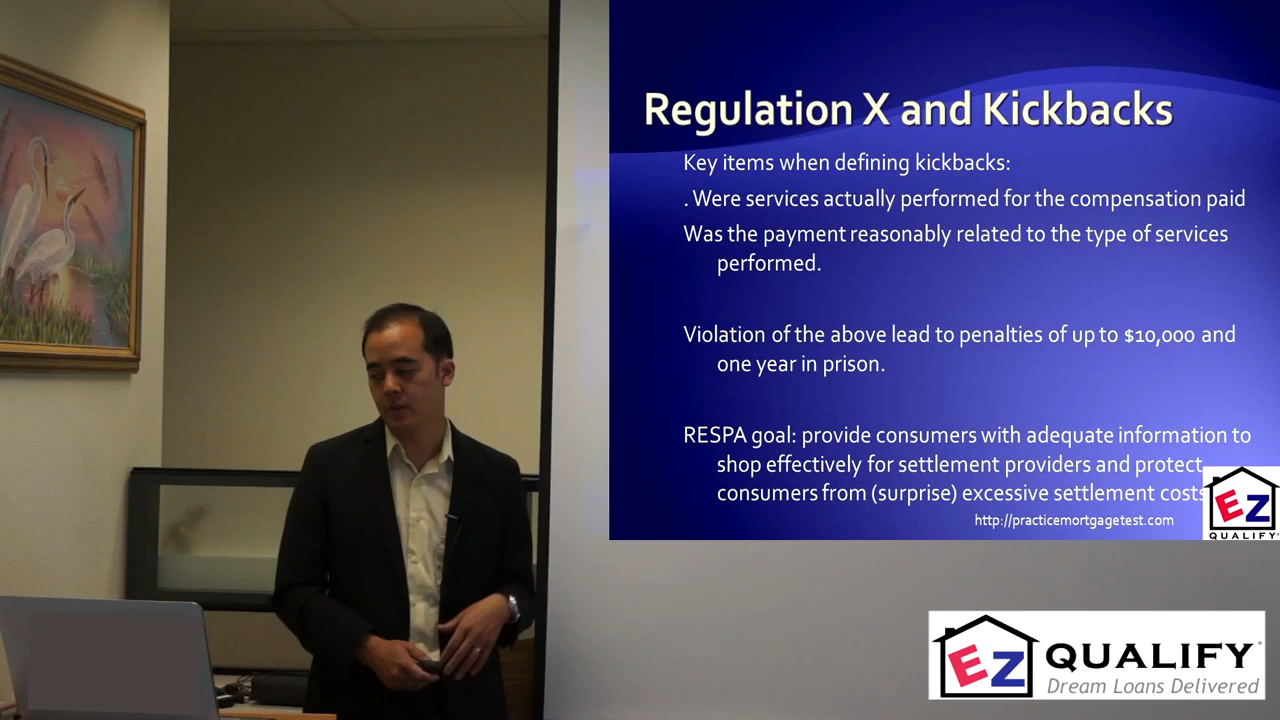 Regulation X and Kickbacks
Key items when defining kickbacks:
. Were services actually performed for the compensation paid
Was the payment reasonably related to the type of services
performed.
Violation of the above lead to penalties of up to $10,000 and
one year in prison.
RESPA goal: provide consumers with adequate information to
shop effectively for settlement providers and protect
consumers from (surprise) excessive settlement costs
http://practicemortgagetest.com
EZ
QUALIFY
EZ QUALIFY
Dream Loans Delivered